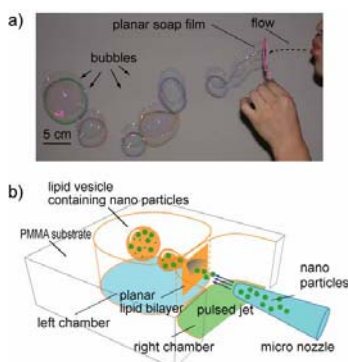 a)
planar soap film
flow
bubbles
5 cm
b)
lipid vesicle
containing nano particles
PMMA substrate
nano
particles
planar
lipid bilayer
pulsed jet
left chamber
right chamber
micro nozzle